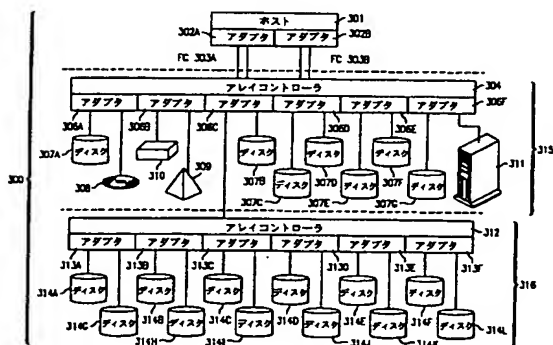 ホスト 301
302A アダプタ アダプタ 302B
FC 303A FC 303B
アレイコントローラ 304
アダプタ アダプタ アダプタ アダプタ アダプタ アダプタ 306F
306A 306B 306C 306D 306E
307A ディスク 310 309 ディスク ディスク ディスク 311 315
308 307B 307D 307F
300 ディスク ディスク ディスク
307C 307E 307G
アレイコントローラ 312
アダプタ アダプタ アダプタ アダプタ アダプタ アダプタ
313A 313B 313C 313D 313E 313F
ディスク ディスク ディスク ディスク ディスク ディスク 316
314A 314B 314C 314D 314E 314F
ディスク ディスク ディスク ディスク ディスク ディスク
314G 314H 314L